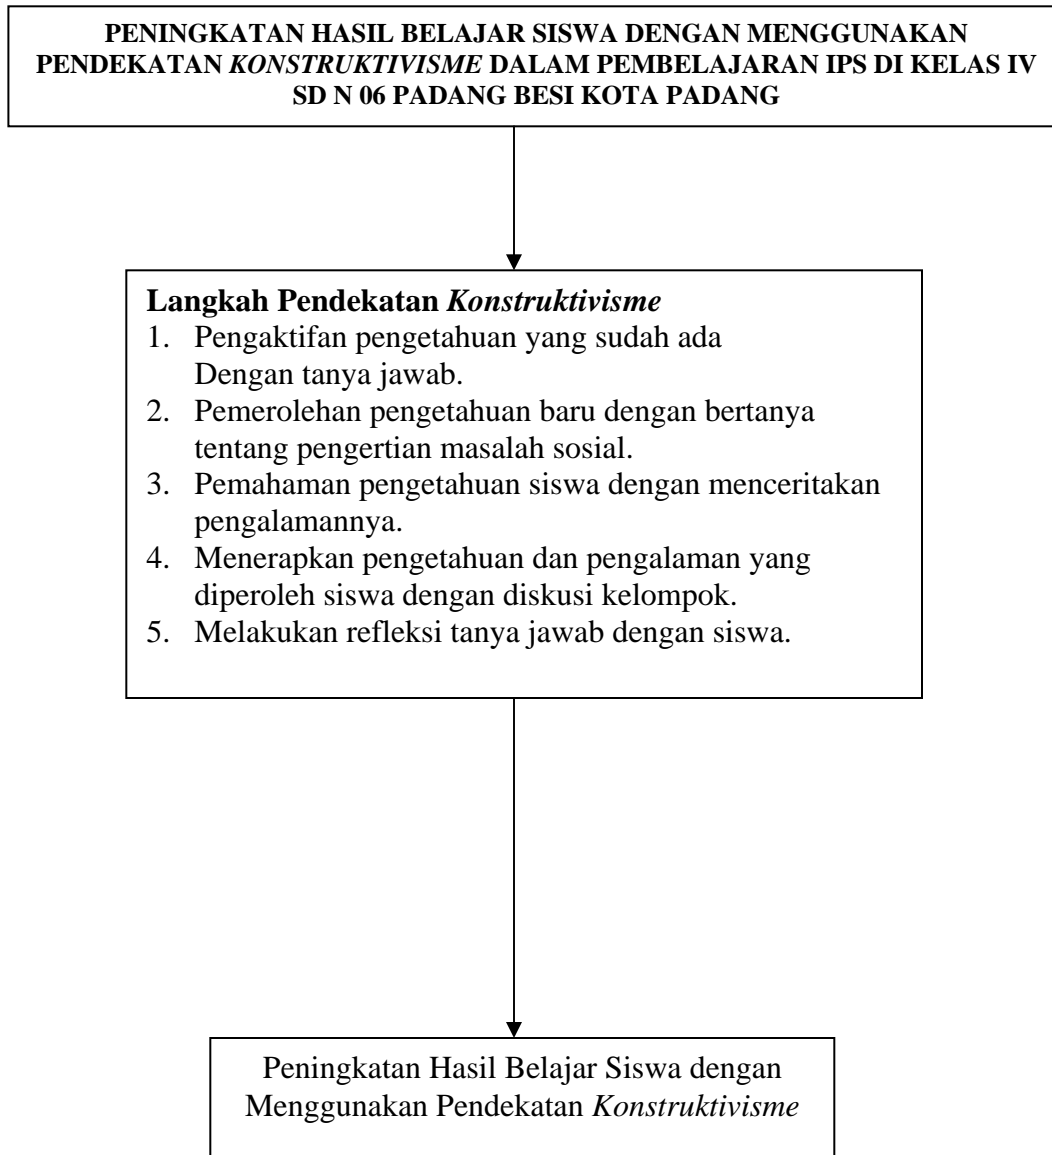 PENINGKATAN HASIL BELAJAR SISWA DENGAN MENGGUNAKAN
PENDEKATAN KONSTRUKTIVISME DALAM PEMBELAJARAN IPS DI KELAS IV
SD N 06 PADANG BESI KOTA PADANG
Langkah Pendekatan Konstruktivisme
1. Pengaktifan pengetahuan yang sudah ada
Dengan tanya jawab.
2. Pemerolehan pengetahuan baru dengan bertanya
tentang pengertian masalah sosial.
3. Pemahaman pengetahuan siswa dengan menceritakan
pengalamannya.
4. Menerapkan pengetahuan dan pengalaman yang
diperoleh siswa dengan diskusi kelompok.
5. Melakukan refleksi tanya jawab dengan siswa.
Peningkatan Hasil Belajar Siswa dengan
Menggunakan Pendekatan Konstruktivisme